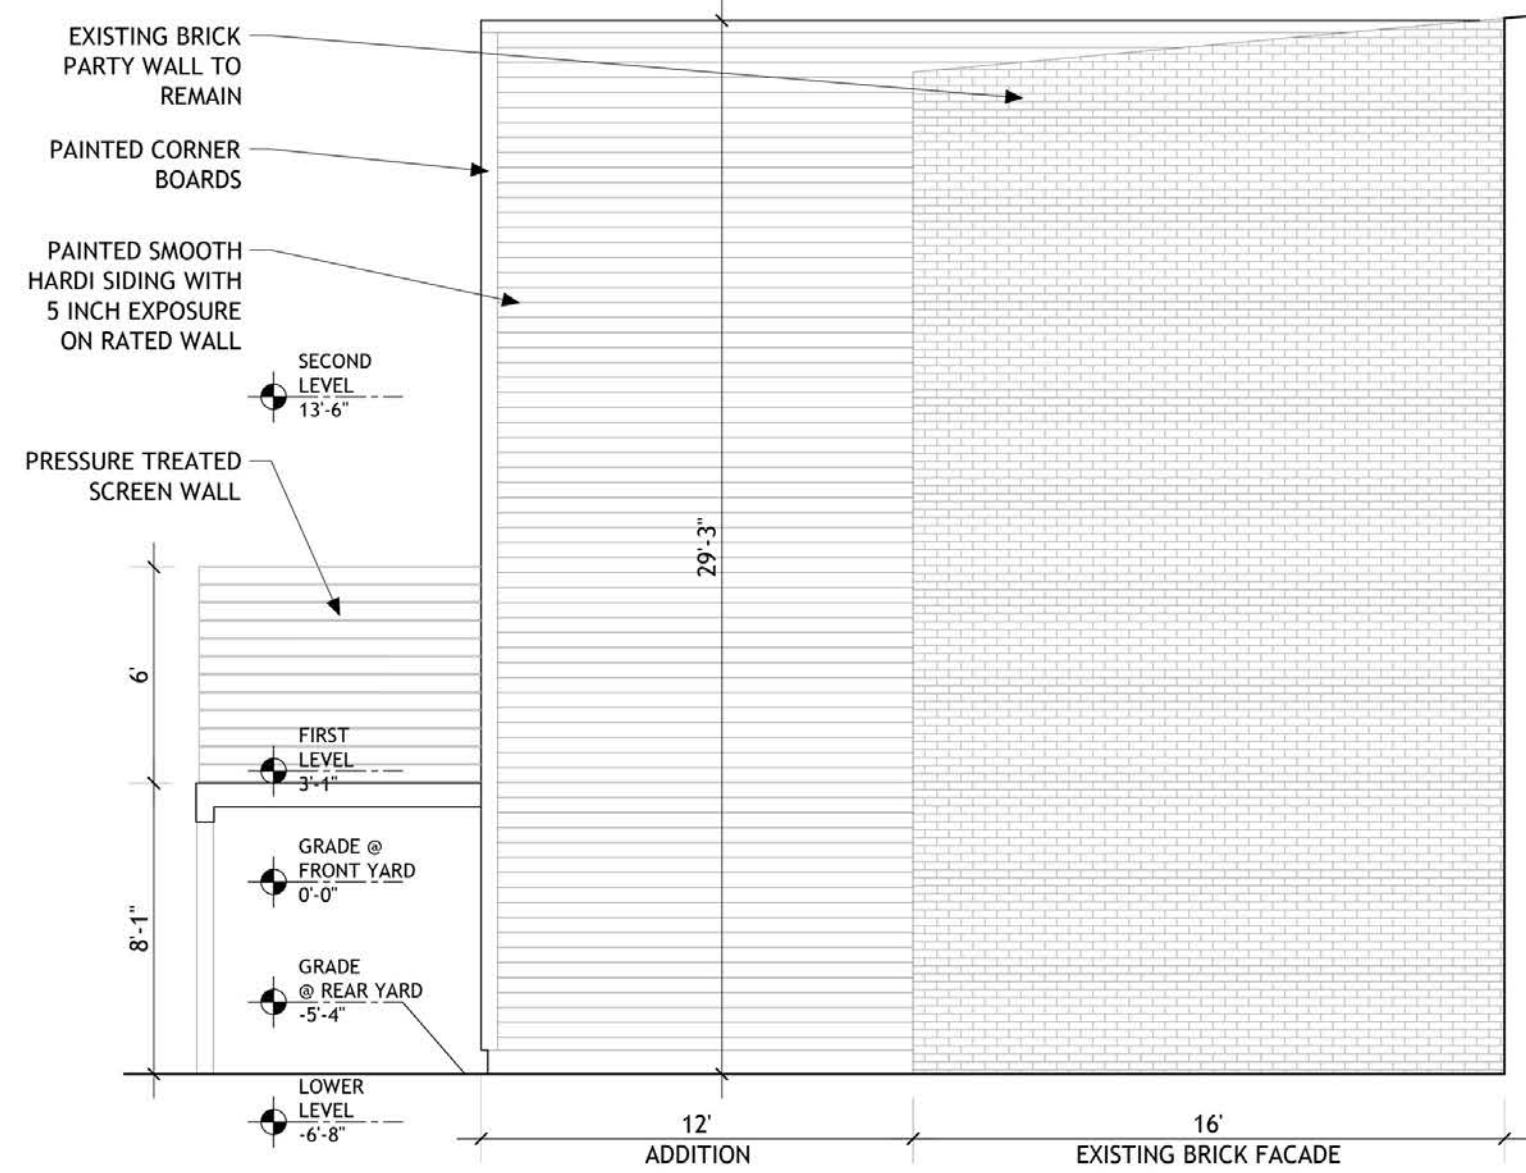 EXISTING BRICK
PARTY WALL TO
REMAIN
PAINTED CORNER
BOARDS
PAINTED SMOOTH
HARDI SIDING WITH
5 INCH EXPOSURE
ON RATED WALL
SECOND
LEVEL
13'-6"
PRESSURE TREATED
SCREEN WALL
29'-3"
6'
FIRST
LEVEL
3'-1"
GRADE @
FRONT YARD
0'-0"
8'-1"
GRADE
@ REAR YARD
-5'-4"
LOWER
LEVEL
-6'-8"
12'
ADDITION
16'
EXISTING BRICK FACADE